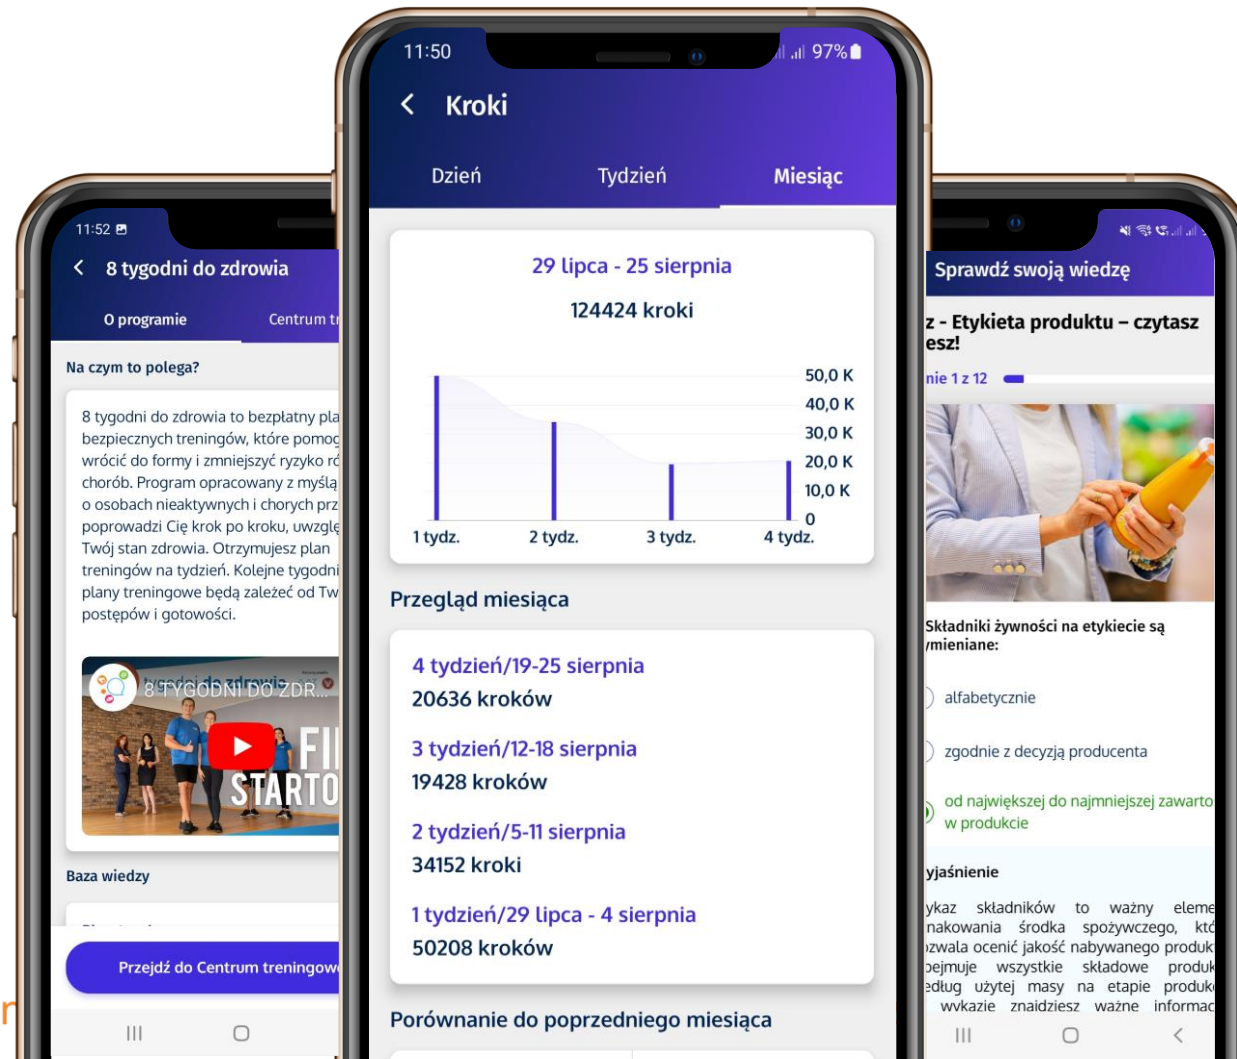 11:52
8 tygodni do zdrowia
O programie
Centrum
Na czym to polega?
8 tygodni do zdrowia to bezpłatny
bezpiecznych treningów, które
wrócić do formy i zmniejszyć ryzyko
chorób. Program opracowany z myślą
o osobach nieaktywnych i chorych
poprowadzi Cię krok po kroku,
Twój stan zdrowia. Otrzymujesz plan
treningów na tydzień. Kolejne
plany treningowe będą zależeć od
postępów i gotowości.
8 TYGODNI DO ZDR...
Baza wiedzy
Przejdź do Centrum
11:50
97%
Kroki
Dzień
Tydzień
Miesiąc
29 lipca - 25 sierpnia
124424 kroki
50,0 K
40,0 K
30,0 K
20,0 K
10,0 K
0
1 tydz.
2 tydz.
3 tydz.
4 tydz.
Przegląd miesiąca
4 tydzień/19-25 sierpnia
20636 kroków
3 tydzień/12-18 sierpnia
19428 kroków
2 tydzień/5-11 sierpnia
34152 kroki
1 tydzień/29 lipca - 4 sierpnia
50208 kroków
Porównanie do poprzedniego miesiąca
Sprawdź swoją wiedzę
- Etykieta produktu – czytasz
1 z 12
Składniki żywności na etykiecie są
alfabetycznie
zgodnie z decyzją producenta
od największej do najmniejszej
w produkcie
składników to ważny
środka spożywczego,
ocenić jakość nabywanego
wszystkie składowe
użytej masy na etapie
wykazie znajdziesz ważne